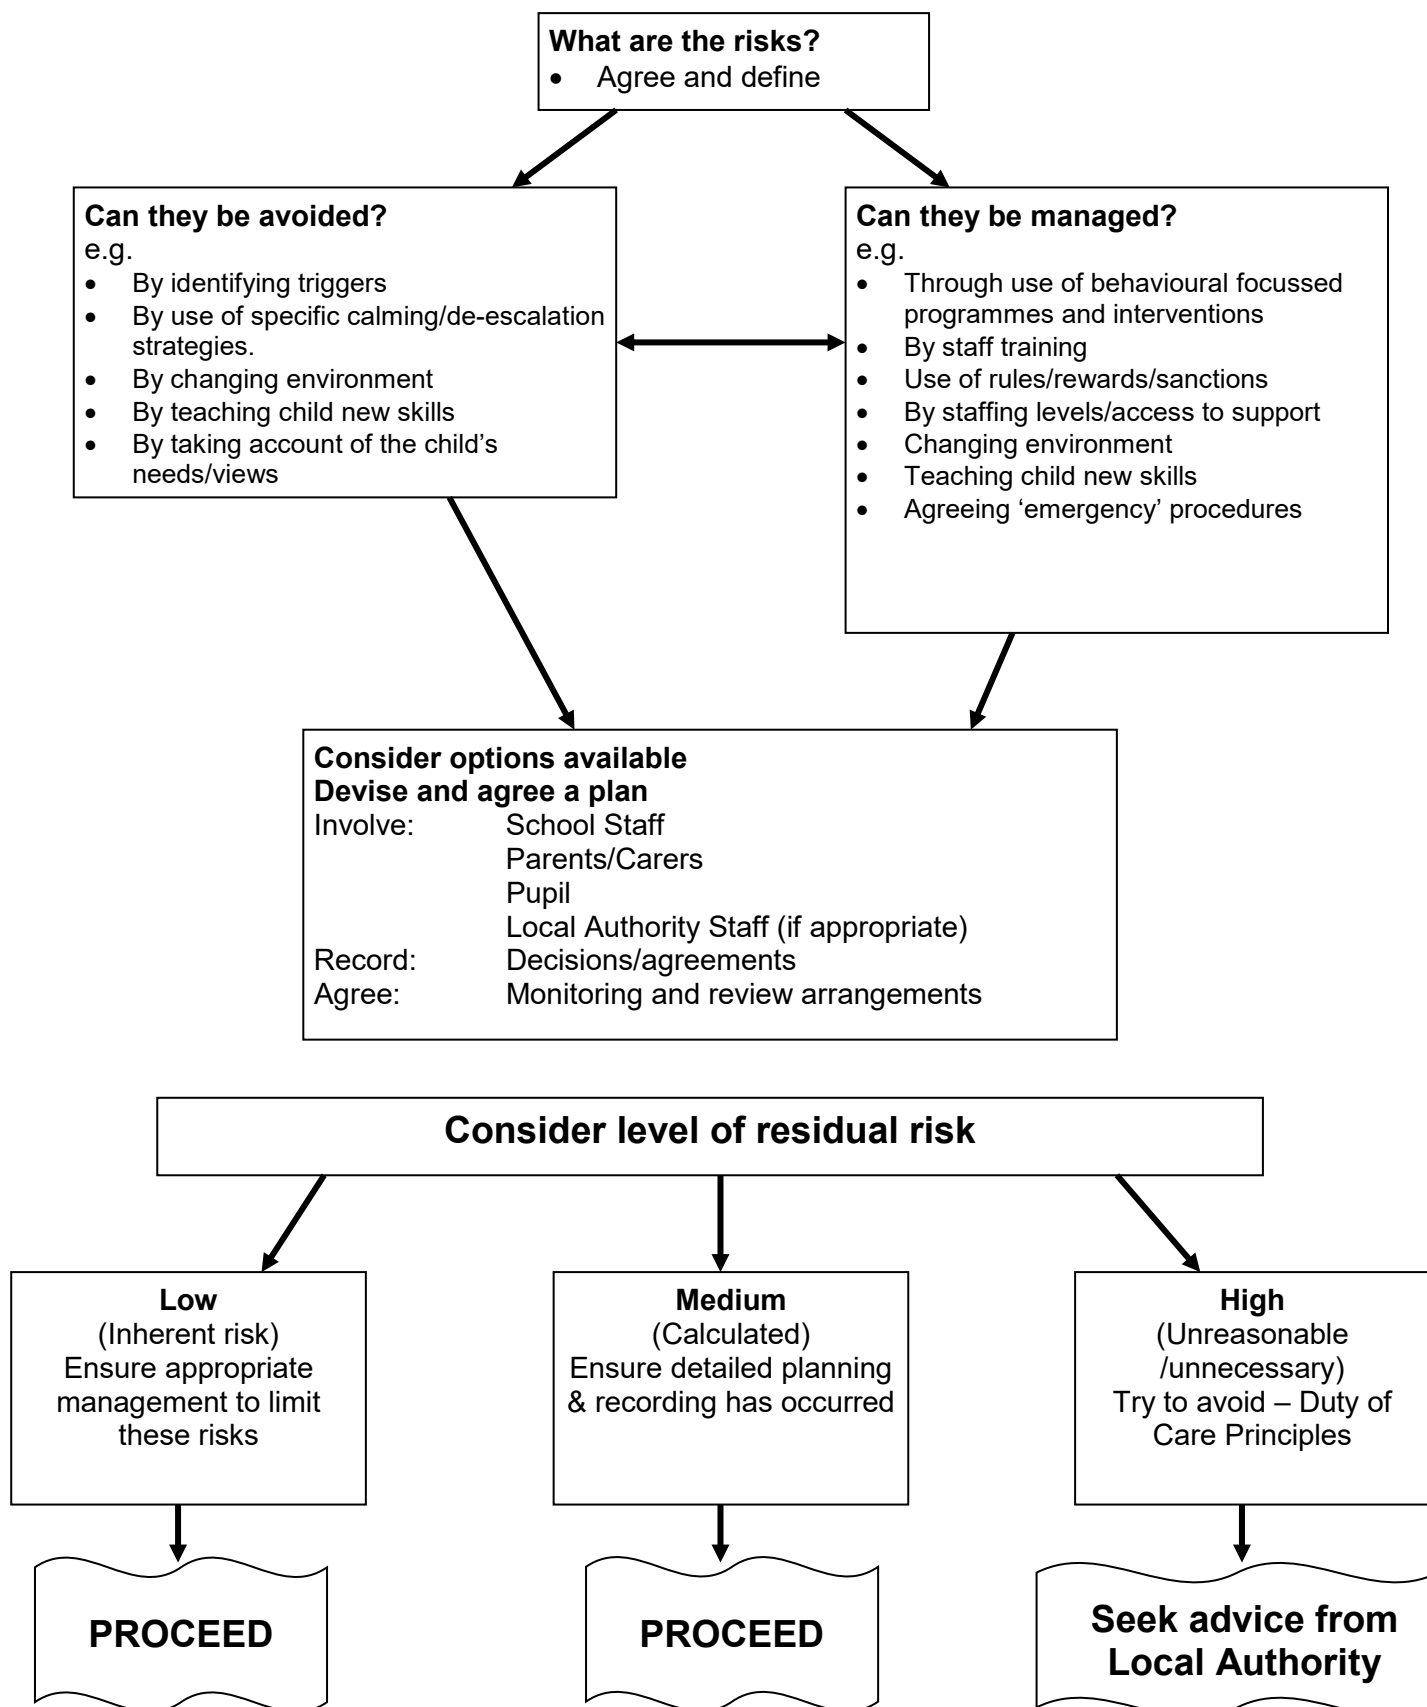 What are the risks?
• Agree and define
Can they be avoided?
e.g.
• By identifying triggers
• By use of specific calming/de-escalation
strategies.
• By changing environment
• By teaching child new skills
• By taking account of the child’s
needs/views
Can they be managed?
e.g.
• Through use of behavioural focussed
programmes and interventions
• By staff training
• Use of rules/rewards/sanctions
• By staffing levels/access to support
• Changing environment
• Teaching child new skills
• Agreeing ‘emergency’ procedures
Consider options available
Devise and agree a plan
Involve: School Staff
Parents/Carers
Pupil
Local Authority Staff (if appropriate)
Record: Decisions/agreements
Agree: Monitoring and review arrangements
Consider level of residual risk
Low
(Inherent risk)
Ensure appropriate
management to limit
these risks
Medium
(Calculated)
Ensure detailed planning
& recording has occurred
High
(Unreasonable
/unnecessary)
Try to avoid – Duty of
Care Principles
PROCEED
PROCEED
Seek advice from
Local Authority